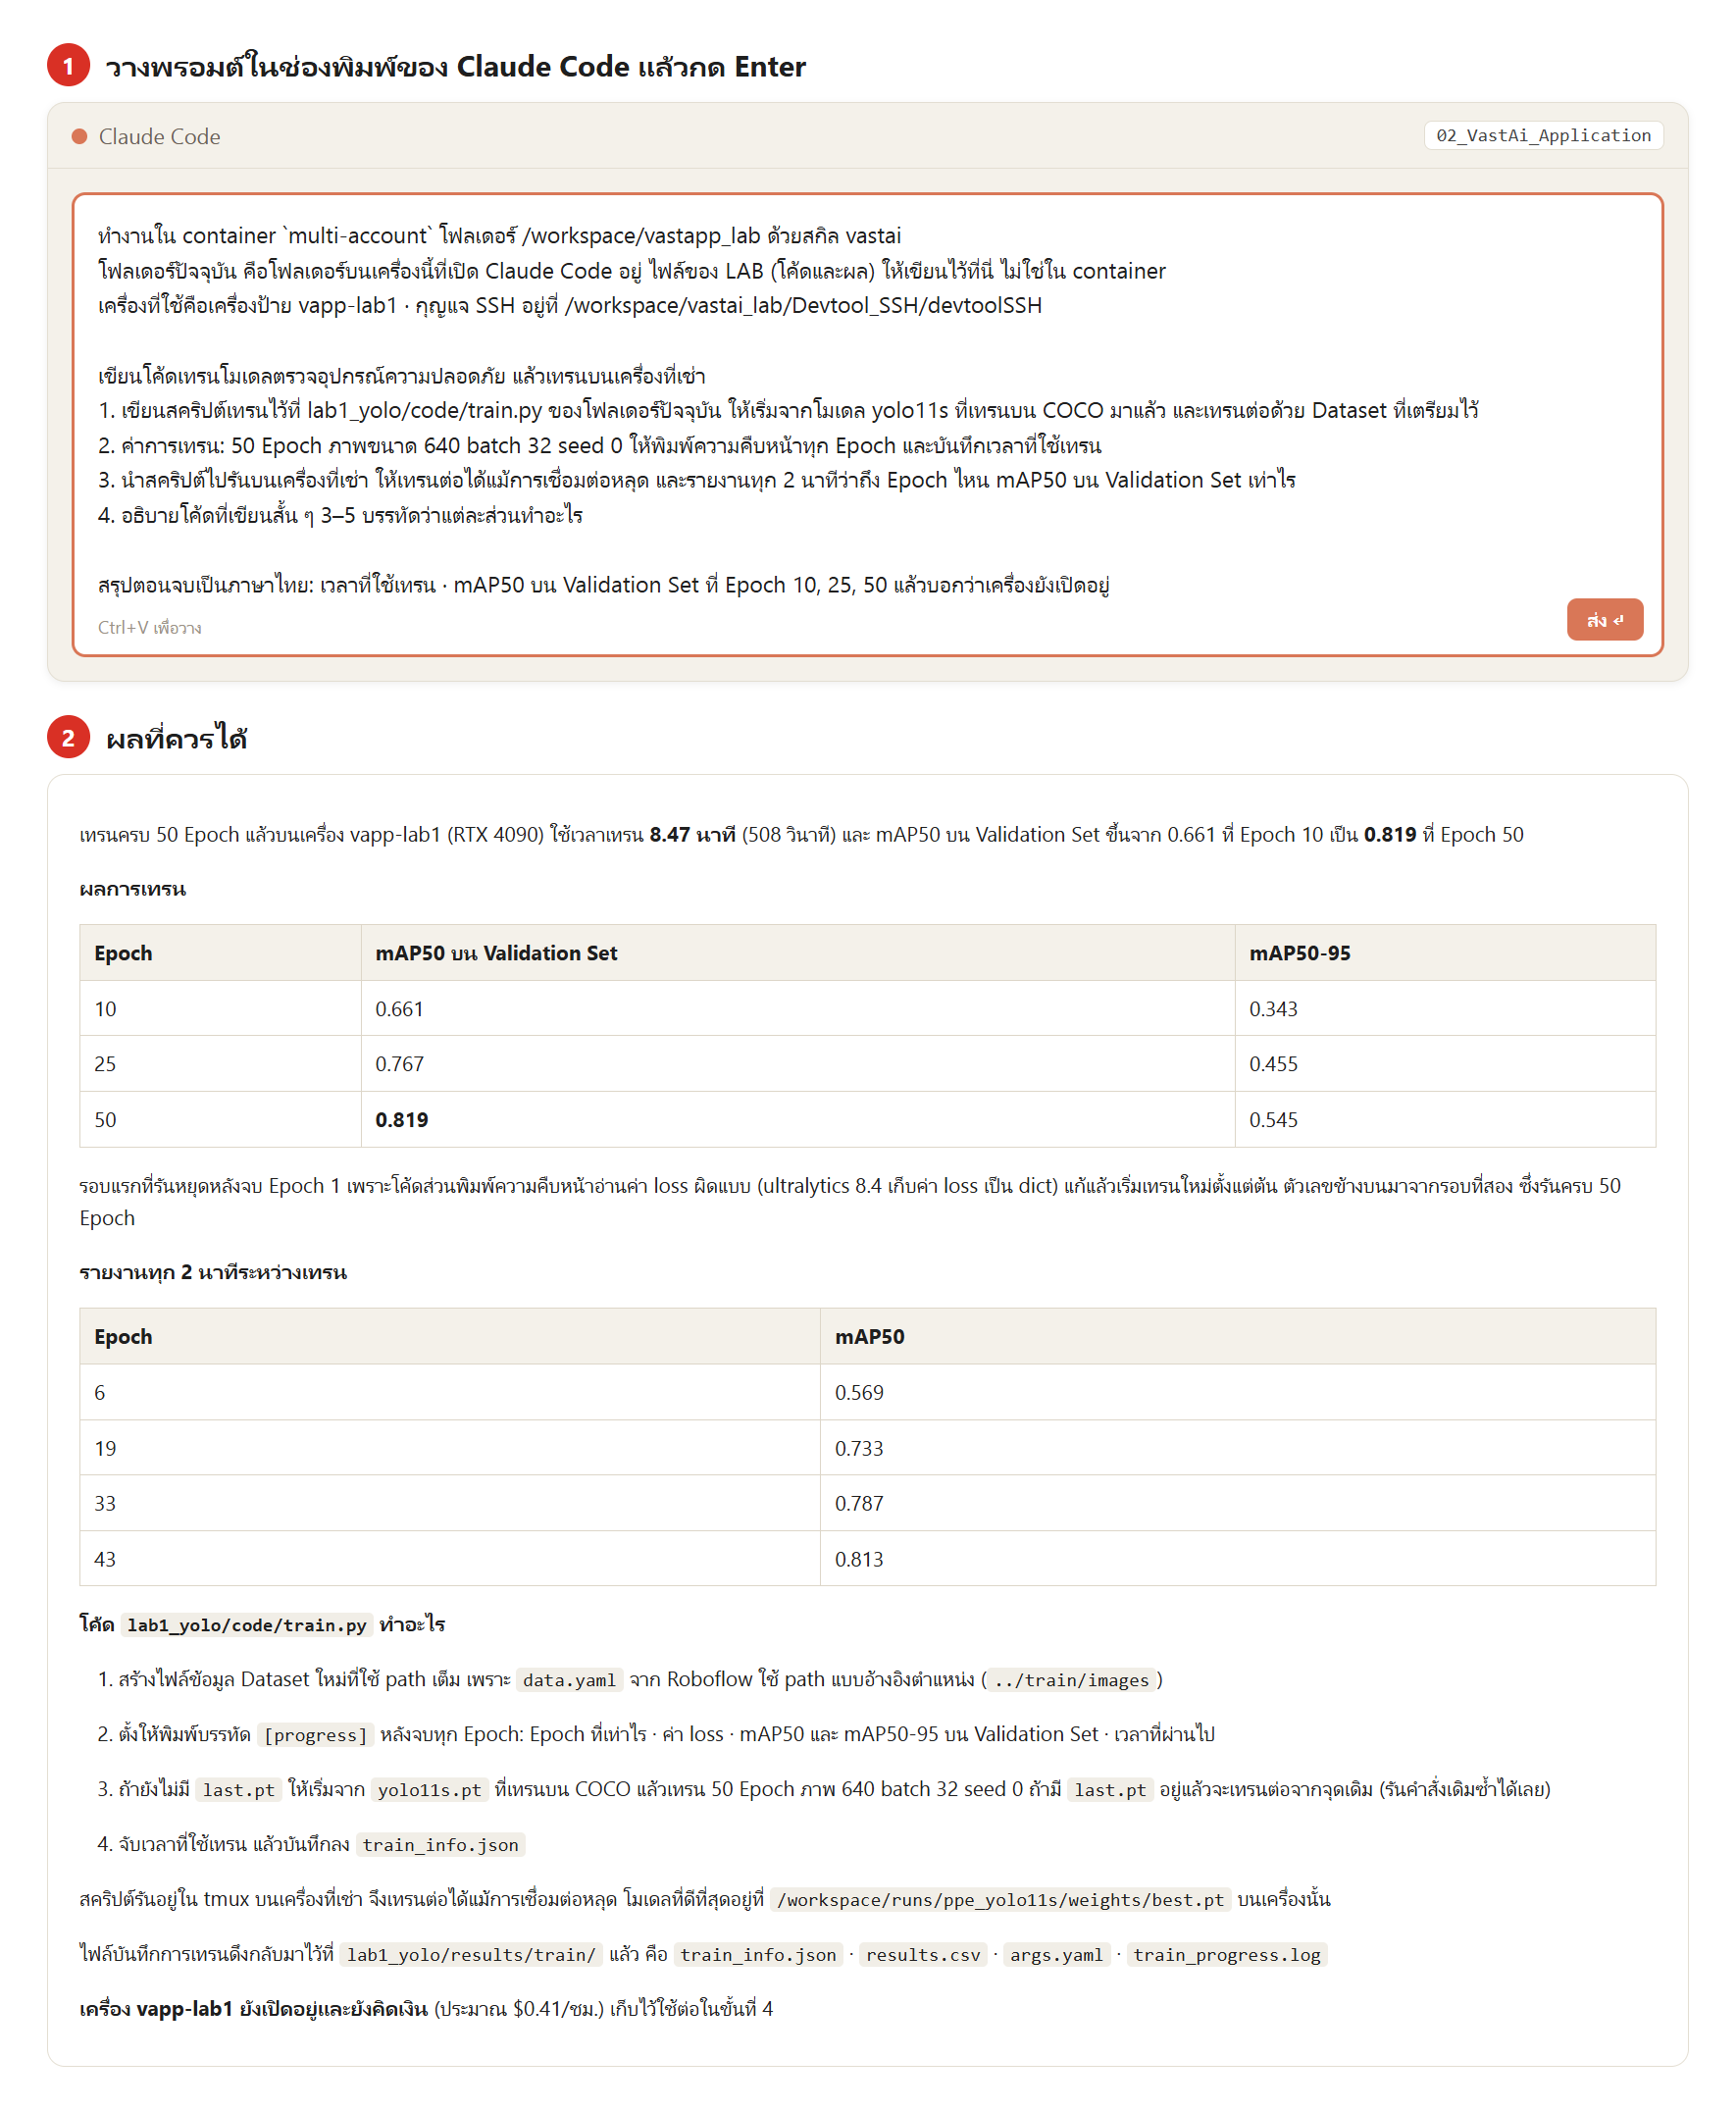 1 วางพรอมต์ในช่องพิมพ์ของ Claude Code แล้วกด Enter
Claude Code
02_VastAi_Application
ทำงานใน container `multi-account` โฟลเดอร์ /workspace/vastapp_lab ด้วยสกิล vastai
โฟลเดอร์ปัจจุบัน คือโฟลเดอร์บนเครื่องนี้ที่เปิด Claude Code อยู่ ไฟล์ของ LAB (โค้ดและผล) ให้เขียนไว้ที่นี่ ไม่ใช่ใน container
เครื่องที่ใช้คือเครื่องป้าย vapp-lab1 · กุญแจ SSH อยู่ที่ /workspace/vastai_lab/Devtool_SSH/devtoolSSH
เขียนโค้ดเทรนโมเดลตรวจอุปกรณ์ความปลอดภัย แล้วเทรนบนเครื่องที่เช่า
1. เขียนสคริปต์เทรนไว้ที่ lab1_yolo/code/train.py ของโฟลเดอร์ปัจจุบัน ให้เริ่มจากโมเดล yolo11s ที่เทรนบน COCO มาแล้ว และเทรนต่อด้วย Dataset ที่เตรียมไว้
2. ค่าการเทรน: 50 Epoch ภาพขนาด 640 batch 32 seed 0 ให้พิมพ์ความคืบหน้าทุก Epoch และบันทึกเวลาที่ใช้เทรน
3. นำสคริปต์ไปรันบนเครื่องที่เช่า ให้เทรนต่อได้แม้การเชื่อมต่อหลุด และรายงานทุก 2 นาทีว่าถึง Epoch ไหน mAP50 บน Validation Set เท่าไร
4. อธิบายโค้ดที่เขียนสั้น ๆ 3–5 บรรทัดว่าแต่ละส่วนทำอะไร
สรุปตอนจบเป็นภาษาไทย: เวลาที่ใช้เทรน · mAP50 บน Validation Set ที่ Epoch 10, 25, 50 แล้วบอกว่าเครื่องยังเปิดอยู่
Ctrl+V เพื่อวาง
ส่ง ⏎
2 ผลที่ควรได้
เทรนครบ 50 Epoch แล้วบนเครื่อง vapp-lab1 (RTX 4090) ใช้เวลาเทรน 8.47 นาที (508 วินาที) และ mAP50 บน Validation Set ขึ้นจาก 0.661 ที่ Epoch 10 เป็น 0.819 ที่ Epoch 50
ผลการเทรน
Epoch mAP50 บน Validation Set mAP50-95
10 0.661 0.343
25 0.767 0.455
50 0.819 0.545
รอบแรกที่รันหยุดหลังจบ Epoch 1 เพราะโค้ดส่วนพิมพ์ความคืบหน้าอ่านค่า loss ผิดแบบ (ultralytics 8.4 เก็บค่า loss เป็น dict) แก้แล้วเริ่มเทรนใหม่ตั้งแต่ต้น ตัวเลขข้างบนมาจากรอบที่สอง ซึ่งรันครบ 50
Epoch
รายงานทุก 2 นาทีระหว่างเทรน
Epoch mAP50
6 0.569
19 0.733
33 0.787
43 0.813
โค้ด lab1_yolo/code/train.py ทำอะไร
1. สร้างไฟล์ข้อมูล Dataset ใหม่ที่ใช้ path เต็ม เพราะ data.yaml จาก Roboflow ใช้ path แบบอ้างอิงตำแหน่ง (../train/images)
2. ตั้งให้พิมพ์บรรทัด [progress] หลังจบทุก Epoch: Epoch ที่เท่าไร · ค่า loss · mAP50 และ mAP50-95 บน Validation Set · เวลาที่ผ่านไป
3. ถ้ายังไม่มี last.pt ให้เริ่มจาก yolo11s.pt ที่เทรนบน COCO แล้วเทรน 50 Epoch ภาพ 640 batch 32 seed 0 ถ้ามี last.pt อยู่แล้วจะเทรนต่อจากจุดเดิม (รันคำสั่งเดิมซ้ำได้เลย)
4. จับเวลาที่ใช้เทรน แล้วบันทึกลง train_info.json
สคริปต์รันอยู่ใน tmux บนเครื่องที่เช่า จึงเทรนต่อได้แม้การเชื่อมต่อหลุด โมเดลที่ดีที่สุดอยู่ที่ /workspace/runs/ppe_yolo11s/weights/best.pt บนเครื่องนั้น
ไฟล์บันทึกการเทรนดึงกลับมาไว้ที่ lab1_yolo/results/train/ แล้ว คือ train_info.json · results.csv · args.yaml · train_progress.log
เครื่อง vapp-lab1 ยังเปิดอยู่และยังคิดเงิน (ประมาณ $0.41/ชม.) เก็บไว้ใช้ต่อในขั้นที่ 4